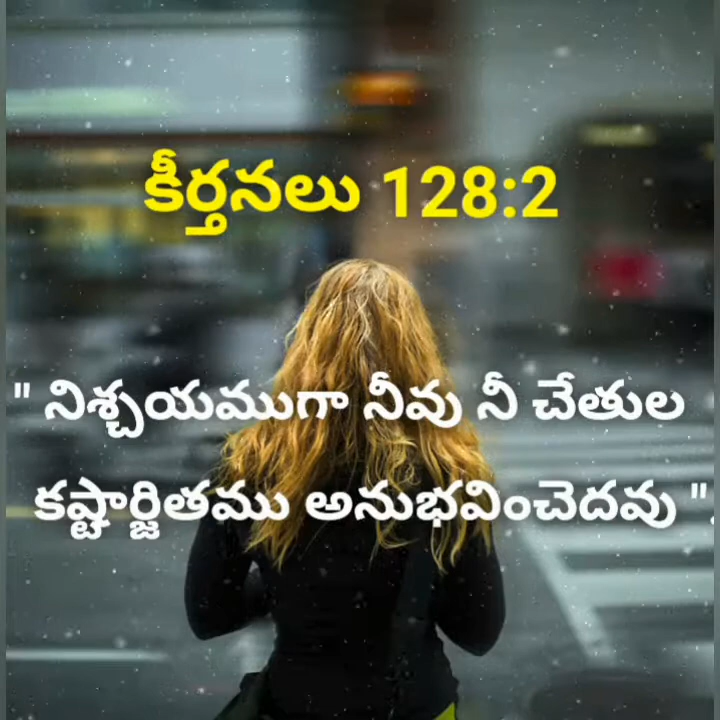 కీర్తనలు 128:2
" నిశ్చయముగా నీవు నీ చేతుల
కష్టార్జితము అనుభవించెదవు ".